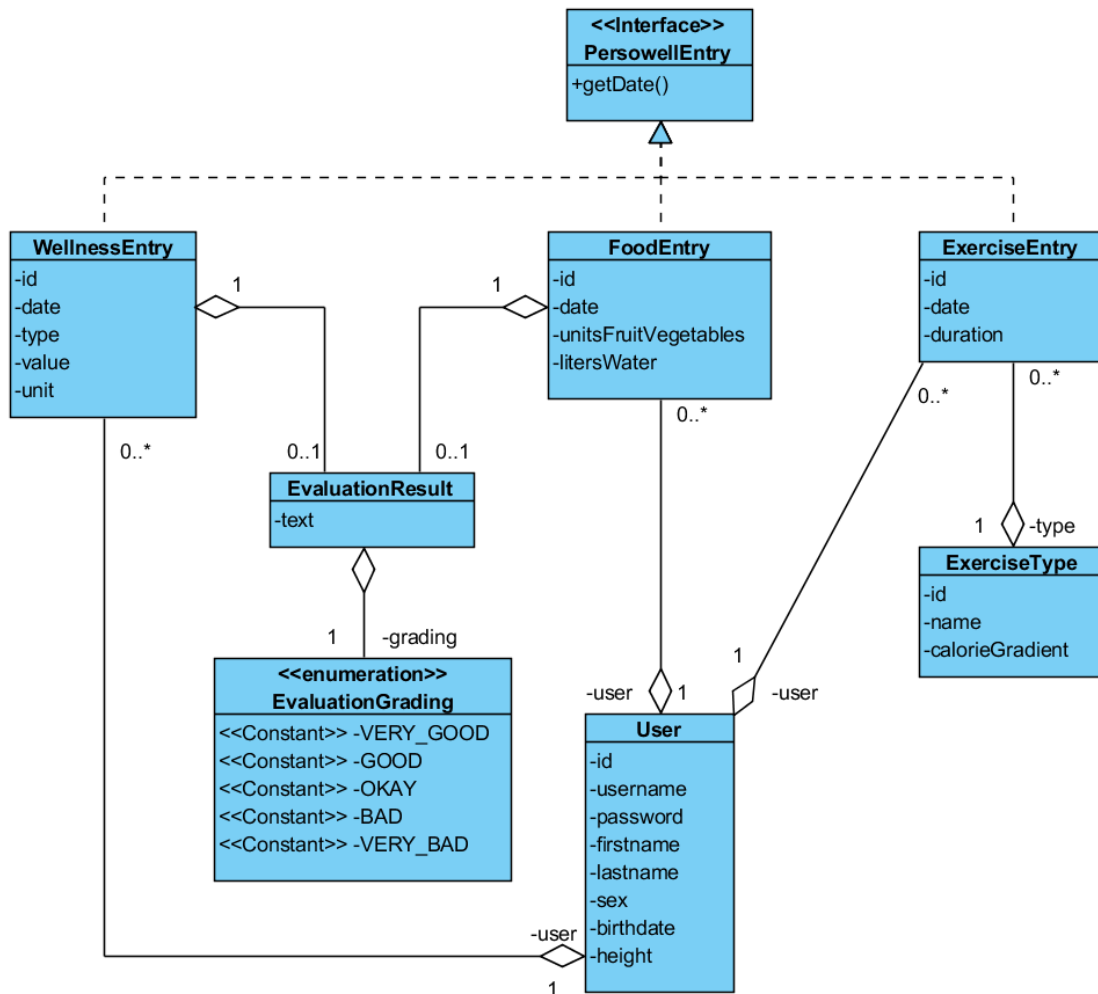 <<Interface>>
PersowellEntry
+getDate()
WellnessEntry
-id
-date
-type
-value
-unit
FoodEntry
-id
-date
-unitsFruitVegetables
-litersWater
ExerciseEntry
-id
-date
-duration
1
1
0..*
0..1
0..1
0..*
0..*
0..*
EvaluationResult
-text
1
-type
ExerciseType
-id
-name
-calorieGradient
1
-grading
<<enumeration>>
EvaluationGrading
<<Constant>> -VERY_GOOD
<<Constant>> -GOOD
<<Constant>> -OKAY
<<Constant>> -BAD
<<Constant>> -VERY_BAD
-user
1
1
-user
User
-id
-username
-password
-firstname
-lastname
-sex
-birthdate
-height
-user
1